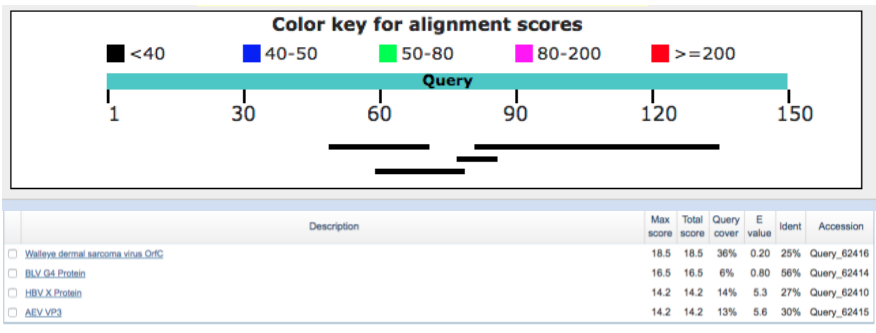 Color key for alignment scores
<40 40-50 50-80 80-200 >=200
Query
1 30 60 90 120 150
Description Max score Total score Query cover E value Ident Accession
Walleye dermal sarcoma virus OrfC 18.5 18.5 36% 0.20 25% Query_62416
BLV G4 Protein 16.5 16.5 6% 0.80 56% Query_62414
HBV X Protein 14.2 14.2 14% 5.3 27% Query_62410
AEV VP3 14.2 14.2 13% 5.6 30% Query_62415